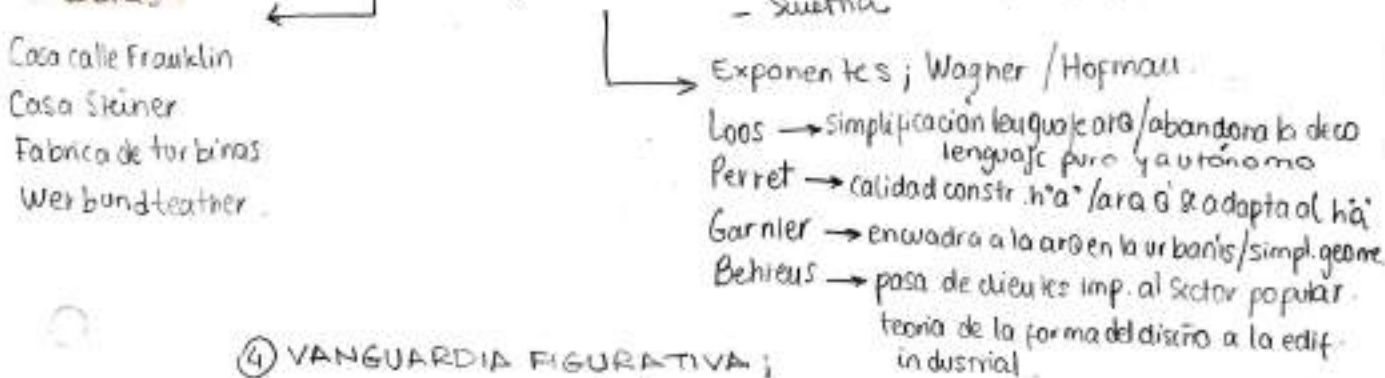 - Simetria
Casa calle Franklin
Casa Steiner
Fabrica de turbinas
Werbundteather.
Exponentes; Wagner / Hofman.
Loos → simplificación lenguaje arq/abandona la deco
lenguaje puro y autónomo
Perret → calidad constr. h°a°/arq q' se adapta al h°a°
Garnier → encuadra a la arq en la urbanis/simpl. geome
Behrens → pasa de clientes imp. al sector popular.
teoria de la forma del diseño a la edif.
industrial.
④ VANGUARDIA FIGURATIVA;